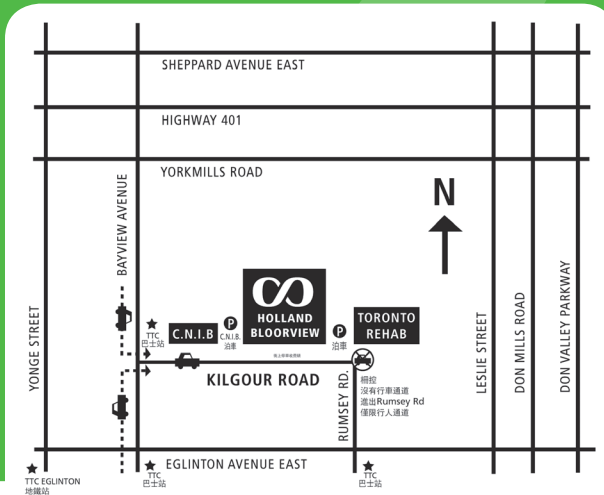 SHEPPARD AVENUE EAST
HIGHWAY 401
YORKMILLS ROAD
N
BAYVIEW AVENUE
YONGE STREET
LESLIE STREET
DON MILLS ROAD
DON VALLEY PARKWAY
HOLLAND
BLOORVIEW
TORONTO
REHAB
C.N.I.B
P
C.N.I.B.
泊車
P
泊車
TTC
巴士站
KILGOUR ROAD
RUMSEY RD.
柵控
沒有行車通道
進出Rumsey Rd
僅限行人通道
EGLINTON AVENUE EAST
TTC EGLINTON
地鐵站
TTC
巴士站
TTC
巴士站